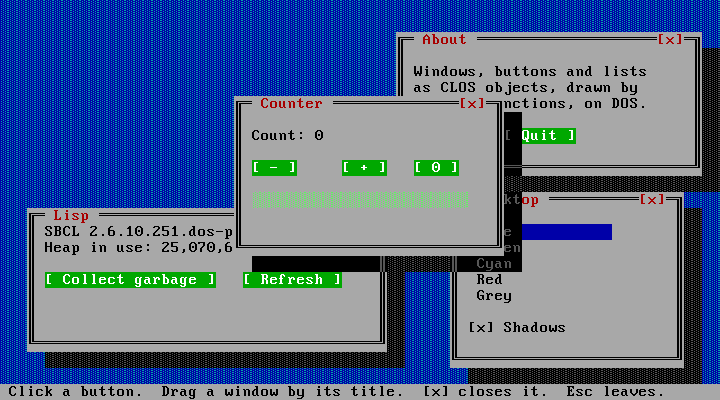 About [x]
Windows, buttons and lists
as CLOS objects, drawn by
nctions, on DOS.
[ Quit ]
Counter [x]
Count: 0
[ - ] [ + ] [ 0 ]
Lisp
SBCL 2.6.10.251.dos-p
Heap in use: 25,070,6
[ Collect garbage ] [ Refresh ]
ktop [x]
e
en
Cyan
Red
Grey
[x] Shadows
Click a button. Drag a window by its title. [x] closes it. Esc leaves.